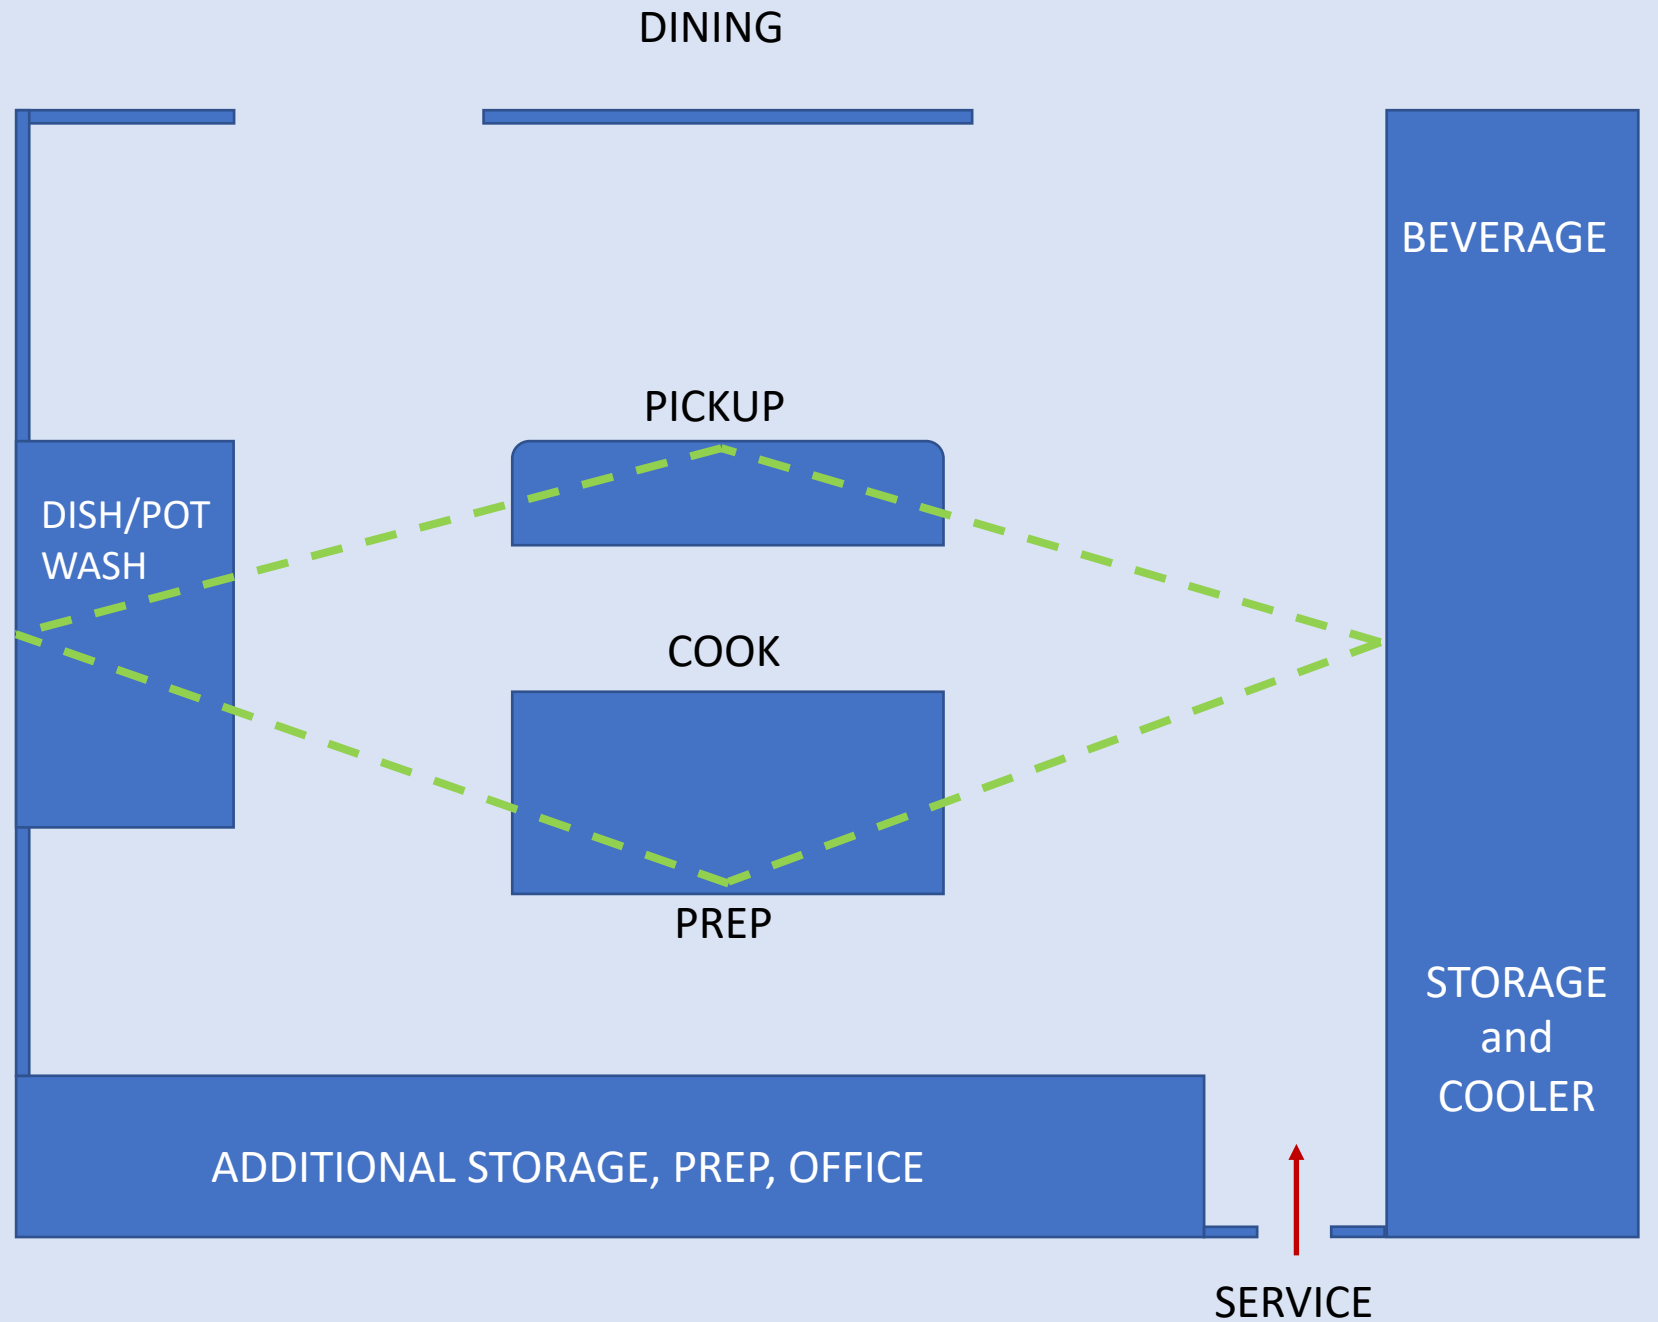 DINING
BEVERAGE
PICKUP
DISH/POT
WASH
COOK
PREP
STORAGE
and
COOLER
ADDITIONAL STORAGE, PREP, OFFICE
SERVICE